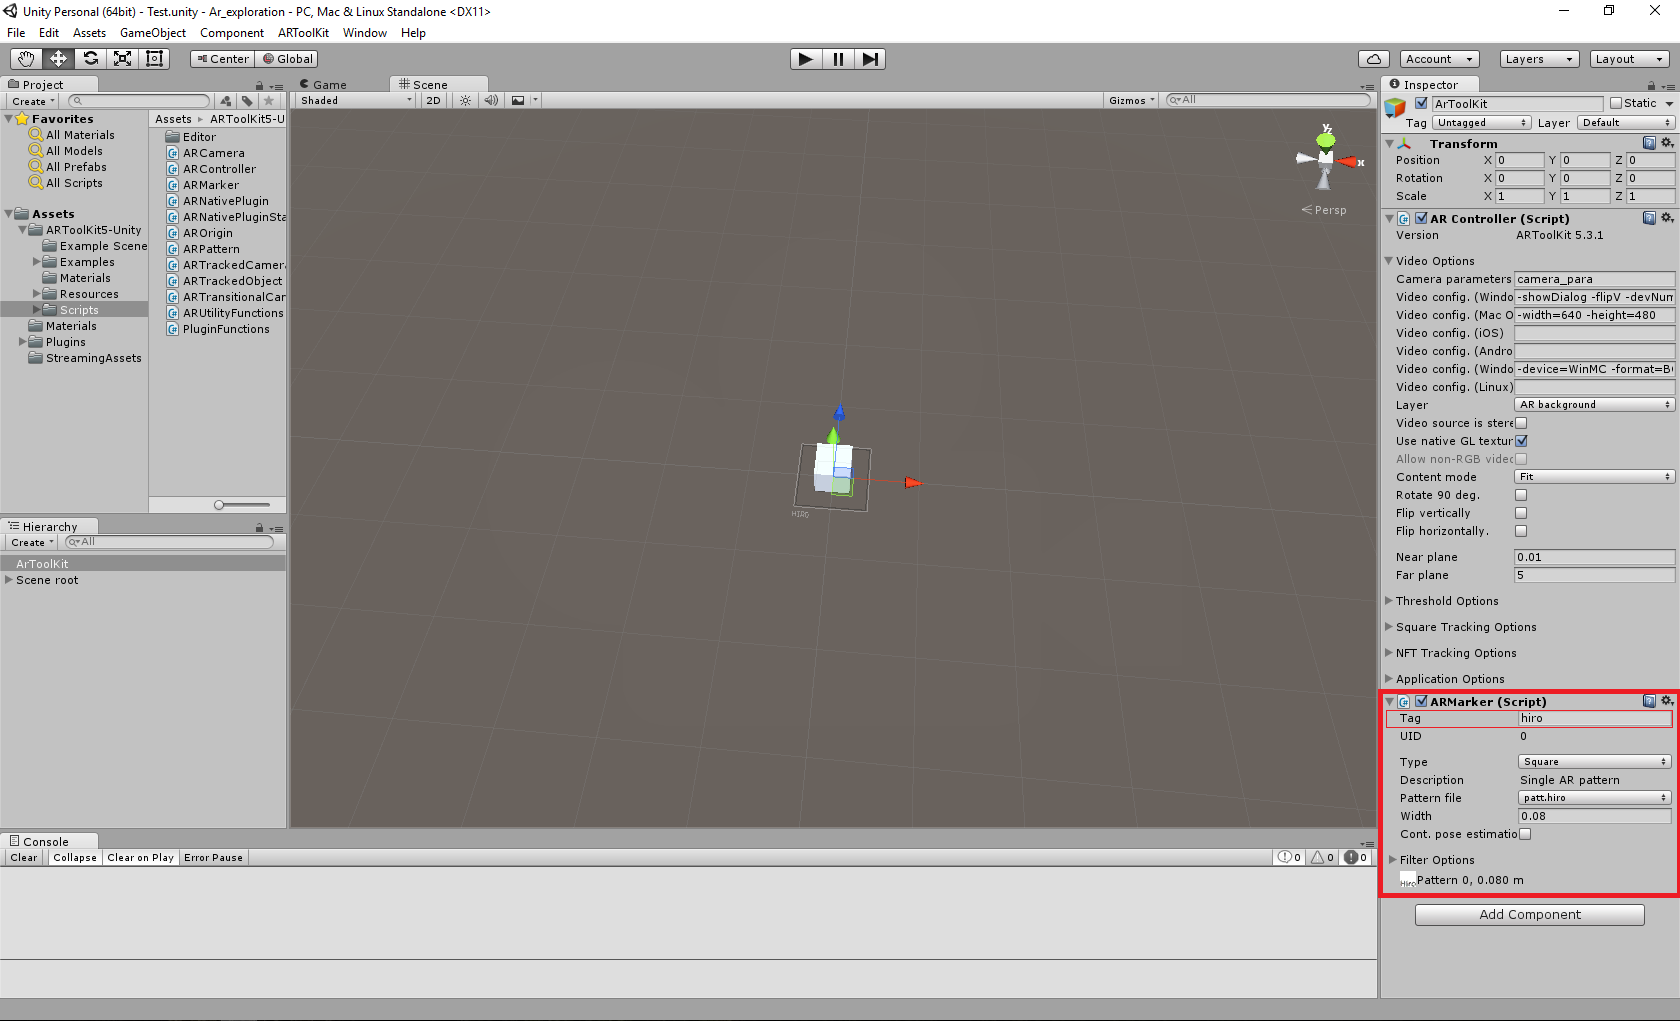 Unity Personal (64bit) - Test.unity - Ar_exploration - PC, Mac & Linux Standalone <DX11>
File Edit Assets GameObject Component ARToolKit Window Help
Center Global Account Layers Layout
Project
Create
Favorites
All Materials
All Models
All Prefabs
All Scripts
Assets
ARToolKit5-Unity
Example Scene
Examples
Materials
Resources
Scripts
Materials
Plugins
StreamingAssets
Assets ▸ ARToolKit5-U
Editor
ARCamera
ARController
ARMarker
ARNativePlugin
ARNativePluginSta
AROrigin
ARPattern
ARTrackedCamer
ARTrackedObject
ARTransitionalCar
ARUtilityFunctions
PluginFunctions
Hierarchy
Create All
ArToolKit
Scene root
Game Scene
Shaded 2D Gizmos All
y
z
x
Persp
HIRO
Console
Clear Collapse Clear on Play Error Pause 0 0 0
Inspector
ArToolKit Static
Tag Untagged Layer Default
Transform
Position X 0 Y 0 Z 0
Rotation X 0 Y 0 Z 0
Scale X 1 Y 1 Z 1
AR Controller (Script)
Version ARToolKit 5.3.1
Video Options
Camera parameters camera_para
Video config. (Windo -showDialog -flipV -devNum
Video config. (Mac O -width=640 -height=480
Video config. (iOS)
Video config. (Andro
Video config. (Windo -device=WinMC -format=B
Video config. (Linux)
Layer AR background
Video source is stere
Use native GL textur
Allow non-RGB video
Content mode Fit
Rotate 90 deg.
Flip vertically
Flip horizontally.
Near plane 0.01
Far plane 5
Threshold Options
Square Tracking Options
NFT Tracking Options
Application Options
ARMarker (Script)
Tag hiro
UID 0
Type Square
Description Single AR pattern
Pattern file patt.hiro
Width 0.08
Cont. pose estimatio
Filter Options
Hiro Pattern 0, 0.080 m
Add Component